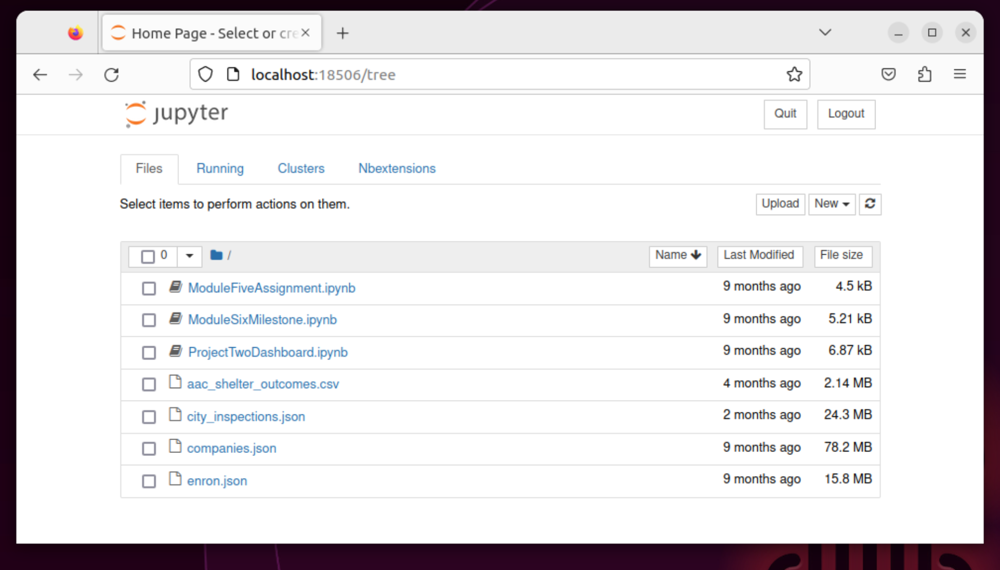 Home Page - Select or cre
localhost:18506/tree
jupyter
Quit
Logout
Files
Running
Clusters
Nbextensions
Select items to perform actions on them.
Upload
New
0
/
Name
Last Modified
File size
ModuleFiveAssignment.ipynb 9 months ago 4.5 kB
ModuleSixMilestone.ipynb 9 months ago 5.21 kB
ProjectTwoDashboard.ipynb 9 months ago 6.87 kB
aac_shelter_outcomes.csv 4 months ago 2.14 MB
city_inspections.json 2 months ago 24.3 MB
companies.json 9 months ago 78.2 MB
enron.json 9 months ago 15.8 MB